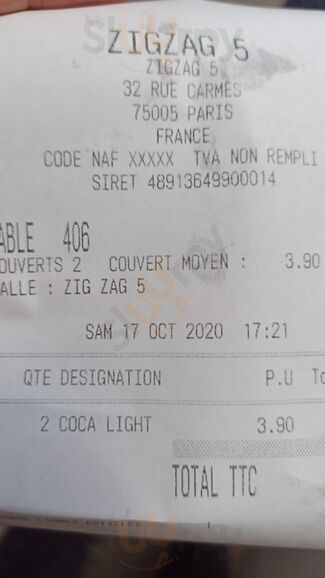 ZIGZAG 5
ZIGZAG 5
32 RUE CARMES
75005 PARIS
FRANCE
CODE NAF XXXXX TVA NON REMPLI
SIRET 48913649900014
ABLE 406
OUVERTS 2 COUVERT MOYEN : 3.90
ALLE : ZIG ZAG 5
SAM 17 OCT 2020 17:21
QTE DESIGNATION P.U To
2 COCA LIGHT 3.90
TOTAL TTC